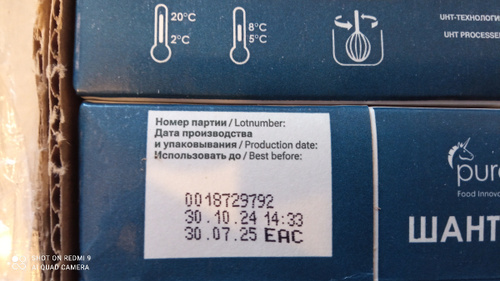 20°C
2°C
8°C
5°C
UHT-ТЕХНОЛОГИ
UHT PROCESSE
Номер партии / Lotnumber:
Дата производства
и упаковывания / Production date:
Использовать до / Best before:
0018729792
30.10.24 14:33
30.07.25 EAC
pur
Food Innova
ШАНТ
SHOT ON REDMI 9
AI QUAD CAMERA